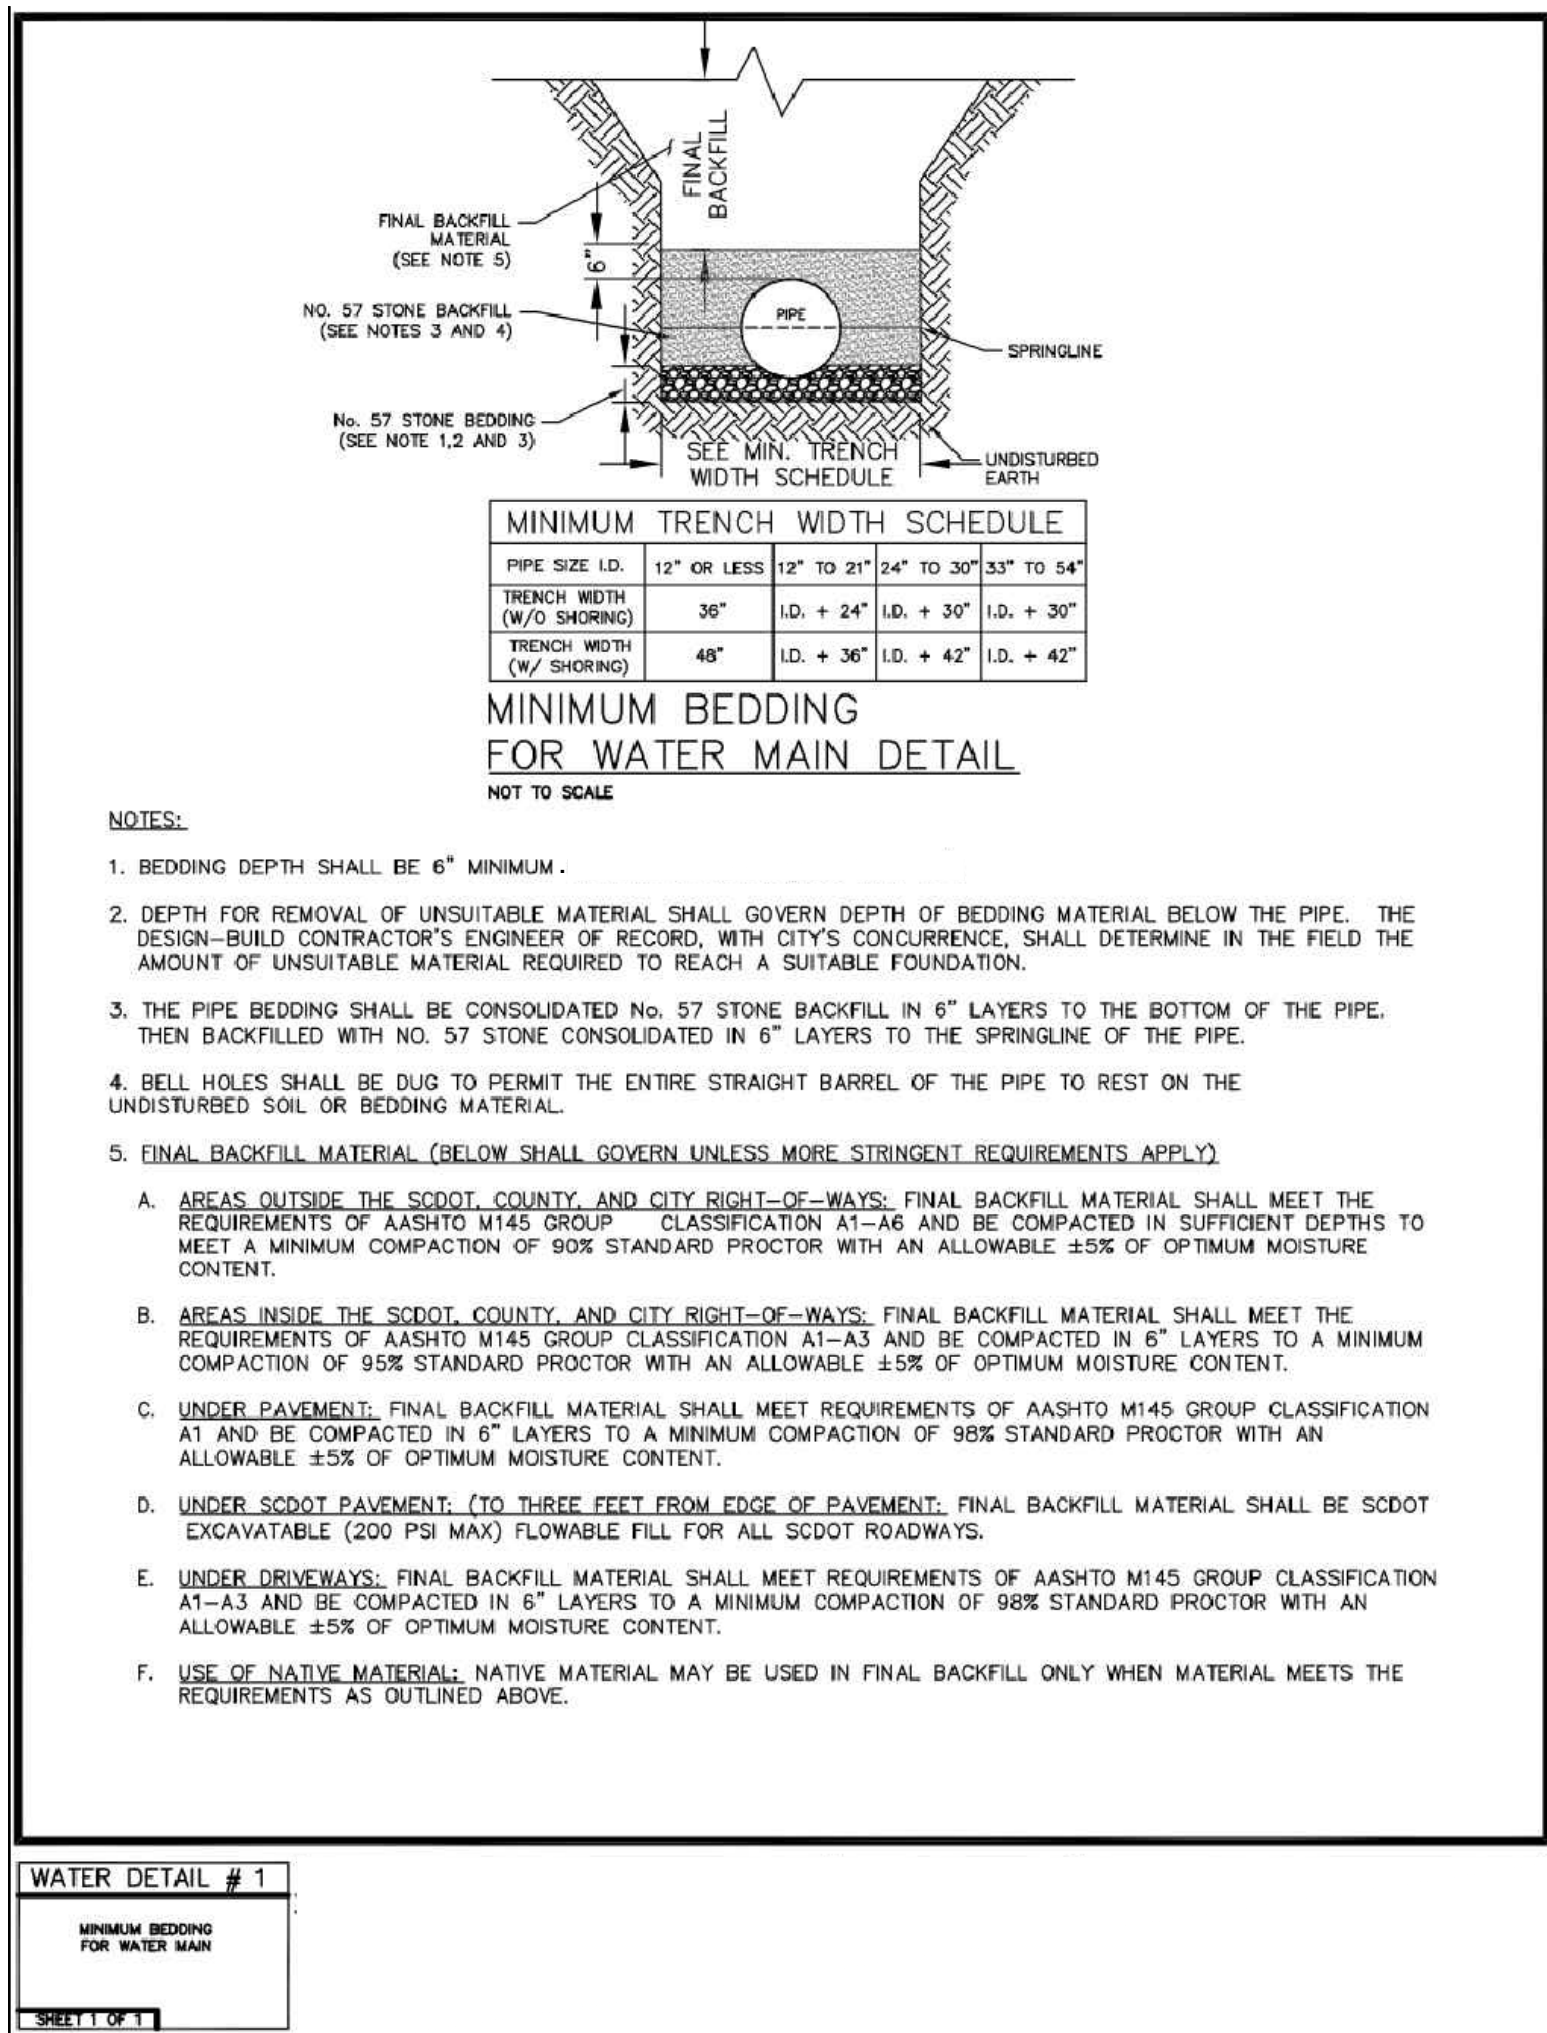 FINAL
BACKFILL
FINAL BACKFILL
MATERIAL
(SEE NOTE 5)
6"
NO. 57 STONE BACKFILL
(SEE NOTES 3 AND 4)
PIPE
SPRINGLINE
No. 57 STONE BEDDING
(SEE NOTE 1,2 AND 3)
SEE MIN. TRENCH
WIDTH SCHEDULE
UNDISTURBED
EARTH
MINIMUM TRENCH WIDTH SCHEDULE
PIPE SIZE I.D. 12" OR LESS 12" TO 21" 24" TO 30" 33" TO 54"
TRENCH WIDTH
(W/O SHORING) 36" I.D. + 24" I.D. + 30" I.D. + 30"
TRENCH WIDTH
(W/ SHORING) 48" I.D. + 36" I.D. + 42" I.D. + 42"
MINIMUM BEDDING
FOR WATER MAIN DETAIL
NOT TO SCALE
NOTES:
1. BEDDING DEPTH SHALL BE 6" MINIMUM.
2. DEPTH FOR REMOVAL OF UNSUITABLE MATERIAL SHALL GOVERN DEPTH OF BEDDING MATERIAL BELOW THE PIPE. THE
DESIGN-BUILD CONTRACTOR'S ENGINEER OF RECORD, WITH CITY'S CONCURRENCE, SHALL DETERMINE IN THE FIELD THE
AMOUNT OF UNSUITABLE MATERIAL REQUIRED TO REACH A SUITABLE FOUNDATION.
3. THE PIPE BEDDING SHALL BE CONSOLIDATED No. 57 STONE BACKFILL IN 6" LAYERS TO THE BOTTOM OF THE PIPE.
THEN BACKFILLED WITH NO. 57 STONE CONSOLIDATED IN 6" LAYERS TO THE SPRINGLINE OF THE PIPE.
4. BELL HOLES SHALL BE DUG TO PERMIT THE ENTIRE STRAIGHT BARREL OF THE PIPE TO REST ON THE
UNDISTURBED SOIL OR BEDDING MATERIAL.
5. FINAL BACKFILL MATERIAL (BELOW SHALL GOVERN UNLESS MORE STRINGENT REQUIREMENTS APPLY)
A. AREAS OUTSIDE THE SCDOT, COUNTY, AND CITY RIGHT-OF-WAYS: FINAL BACKFILL MATERIAL SHALL MEET THE
REQUIREMENTS OF AASHTO M145 GROUP CLASSIFICATION A1-A6 AND BE COMPACTED IN SUFFICIENT DEPTHS TO
MEET A MINIMUM COMPACTION OF 90% STANDARD PROCTOR WITH AN ALLOWABLE ±5% OF OPTIMUM MOISTURE
CONTENT.
B. AREAS INSIDE THE SCDOT, COUNTY, AND CITY RIGHT-OF-WAYS: FINAL BACKFILL MATERIAL SHALL MEET THE
REQUIREMENTS OF AASHTO M145 GROUP CLASSIFICATION A1-A3 AND BE COMPACTED IN 6" LAYERS TO A MINIMUM
COMPACTION OF 95% STANDARD PROCTOR WITH AN ALLOWABLE ±5% OF OPTIMUM MOISTURE CONTENT.
C. UNDER PAVEMENT: FINAL BACKFILL MATERIAL SHALL MEET REQUIREMENTS OF AASHTO M145 GROUP CLASSIFICATION
A1 AND BE COMPACTED IN 6" LAYERS TO A MINIMUM COMPACTION OF 98% STANDARD PROCTOR WITH AN
ALLOWABLE ±5% OF OPTIMUM MOISTURE CONTENT.
D. UNDER SCDOT PAVEMENT: (TO THREE FEET FROM EDGE OF PAVEMENT: FINAL BACKFILL MATERIAL SHALL BE SCDOT
EXCAVATABLE (200 PSI MAX) FLOWABLE FILL FOR ALL SCDOT ROADWAYS.
E. UNDER DRIVEWAYS: FINAL BACKFILL MATERIAL SHALL MEET REQUIREMENTS OF AASHTO M145 GROUP CLASSIFICATION
A1-A3 AND BE COMPACTED IN 6" LAYERS TO A MINIMUM COMPACTION OF 98% STANDARD PROCTOR WITH AN
ALLOWABLE ±5% OF OPTIMUM MOISTURE CONTENT.
F. USE OF NATIVE MATERIAL: NATIVE MATERIAL MAY BE USED IN FINAL BACKFILL ONLY WHEN MATERIAL MEETS THE
REQUIREMENTS AS OUTLINED ABOVE.
WATER DETAIL # 1
MINIMUM BEDDING
FOR WATER MAIN
SHEET 1 OF 1